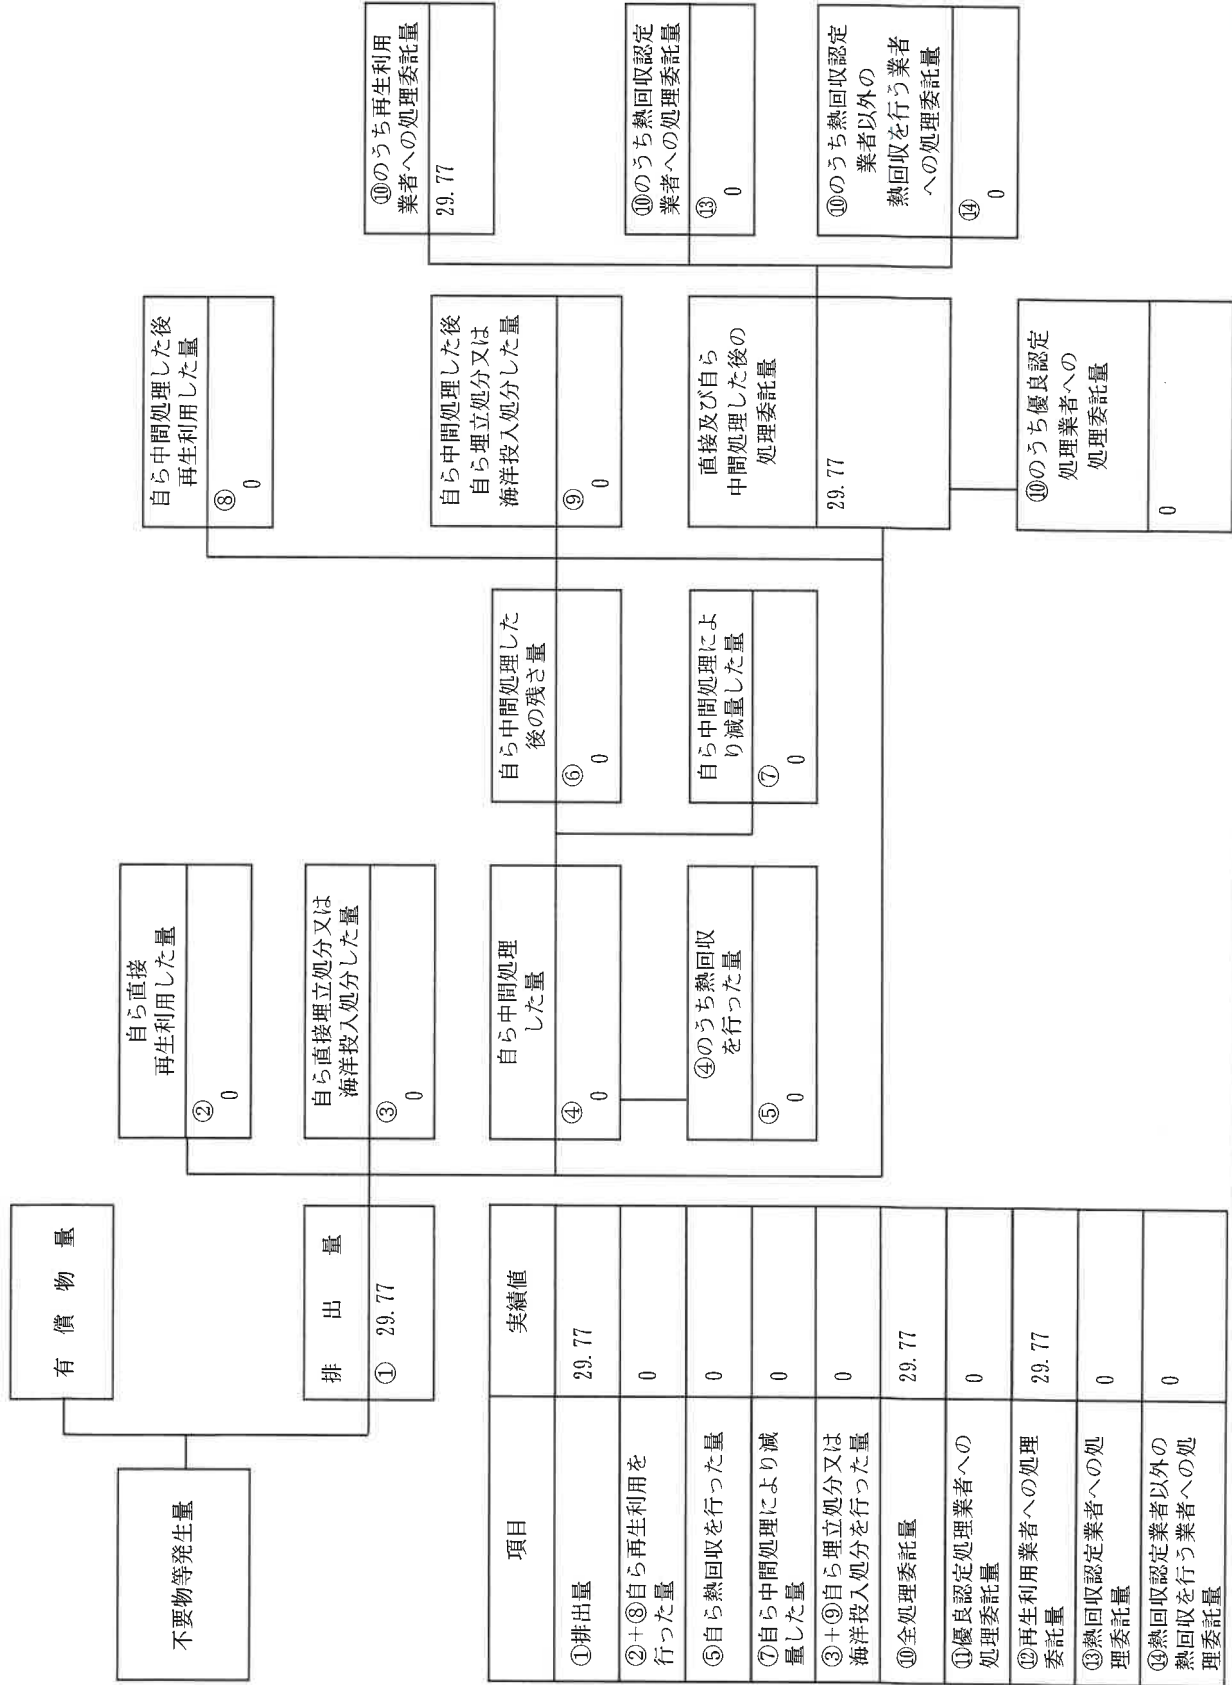 不要物等発生量
有償物量
排出量
① 29.77
自ら直接
再生利用した量
②
0
自ら直接埋立処分又は
海洋投入処分した量
③
0
自ら中間処理
した量
④
0
④のうち熱回収
を行った量
⑤
0
自ら中間処理した
後の残さ量
⑥
0
自ら中間処理によ
り減量した量
⑦
0
自ら中間処理した後
再生利用した量
⑧
0
自ら中間処理した後
自ら埋立処分又は
海洋投入処分した量
⑨
0
直接及び自ら
中間処理した後の
処理委託量
29.77
⑩のうち優良認定
処理業者への
処理委託量
0
⑩のうち再生利用
業者への処理委託量
29.77
⑩のうち熱回収認定
業者への処理委託量
⑬
0
⑩のうち熱回収認定
業者以外の
熱回収を行う業者
への処理委託量
⑭
0
項目 実績値
①排出量 29.77
②+⑧自ら再生利用を
行った量 0
⑤自ら熱回収を行った量 0
⑦自ら中間処理により減
量した量 0
③+⑨自ら埋立処分又は
海洋投入処分を行った量 0
⑩全処理委託量 29.77
⑪優良認定処理業者への
処理委託量 0
⑫再生利用業者への処理
委託量 29.77
⑬熱回収認定業者への処
理委託量 0
⑭熱回収認定業者以外の
熱回収を行う業者への処
理委託量 0